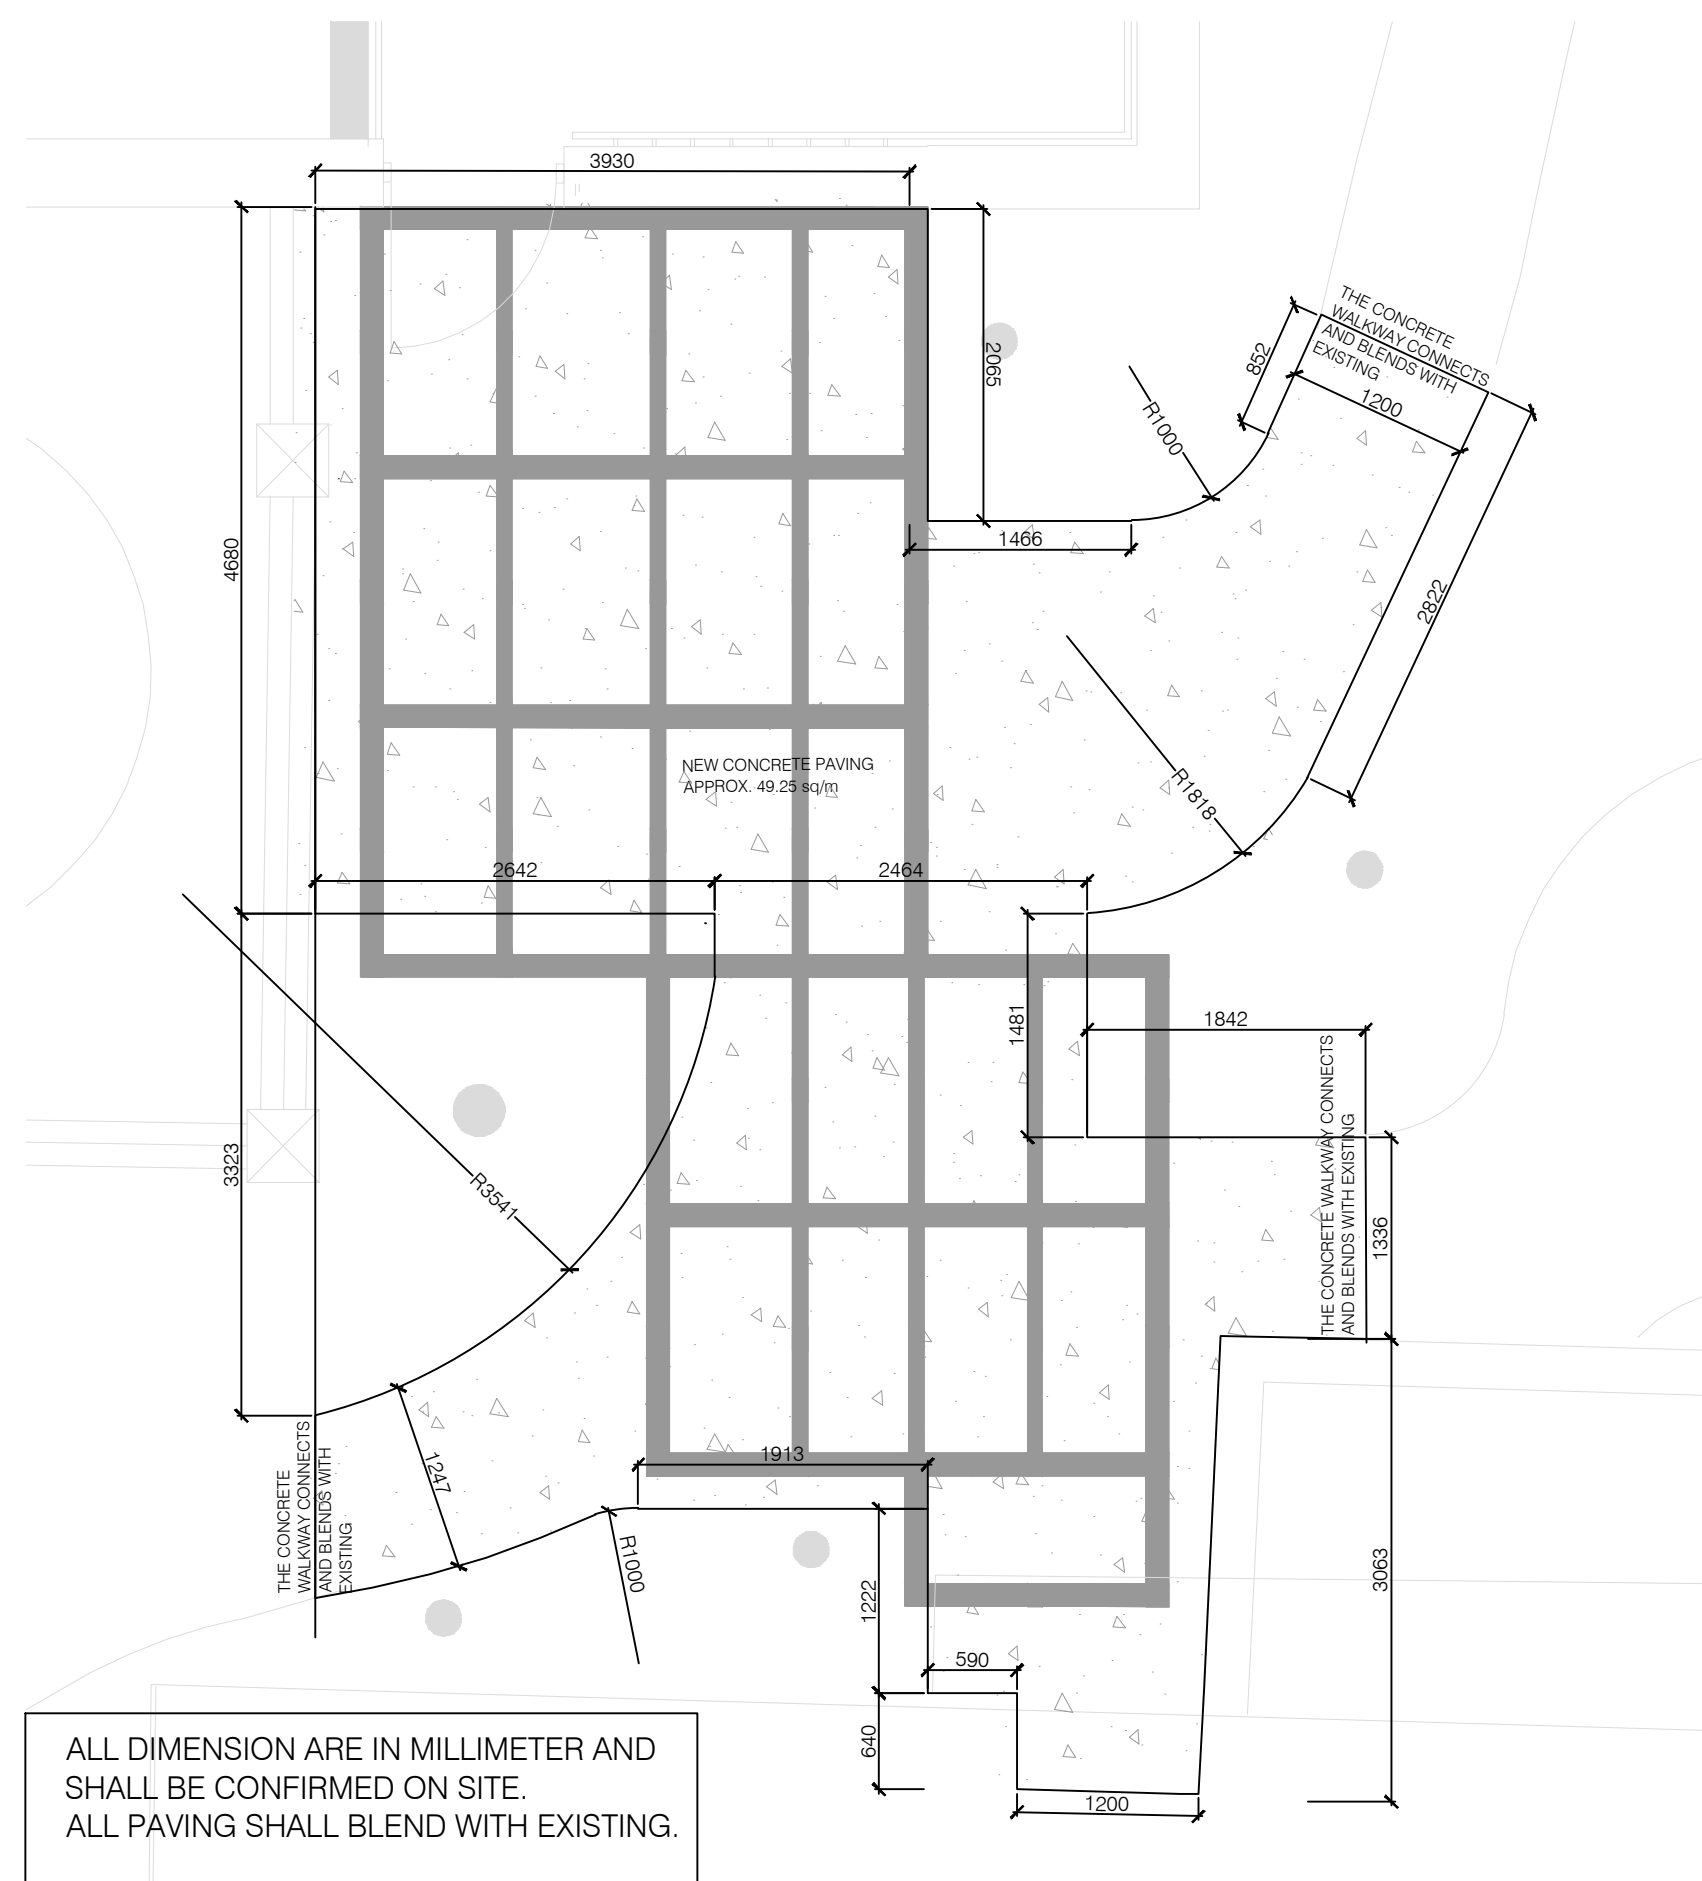 3930
2065
THE CONCRETE
WALKWAY CONNECTS
AND BLENDS WITH
EXISTING
852
1200
R1000
1466
4680
2822
NEW CONCRETE PAVING
APPROX. 49.25 sq/m
R1818
2642
2464
1481
1842
THE CONCRETE WALKWAY CONNECTS
AND BLENDS WITH EXISTING
3323
R3541
1336
1247
1913
THE CONCRETE
WALKWAY CONNECTS
AND BLENDS WITH
EXISTING
R1000
1222
3063
590
640
1200
ALL DIMENSION ARE IN MILLIMETER AND
SHALL BE CONFIRMED ON SITE.
ALL PAVING SHALL BLEND WITH EXISTING.